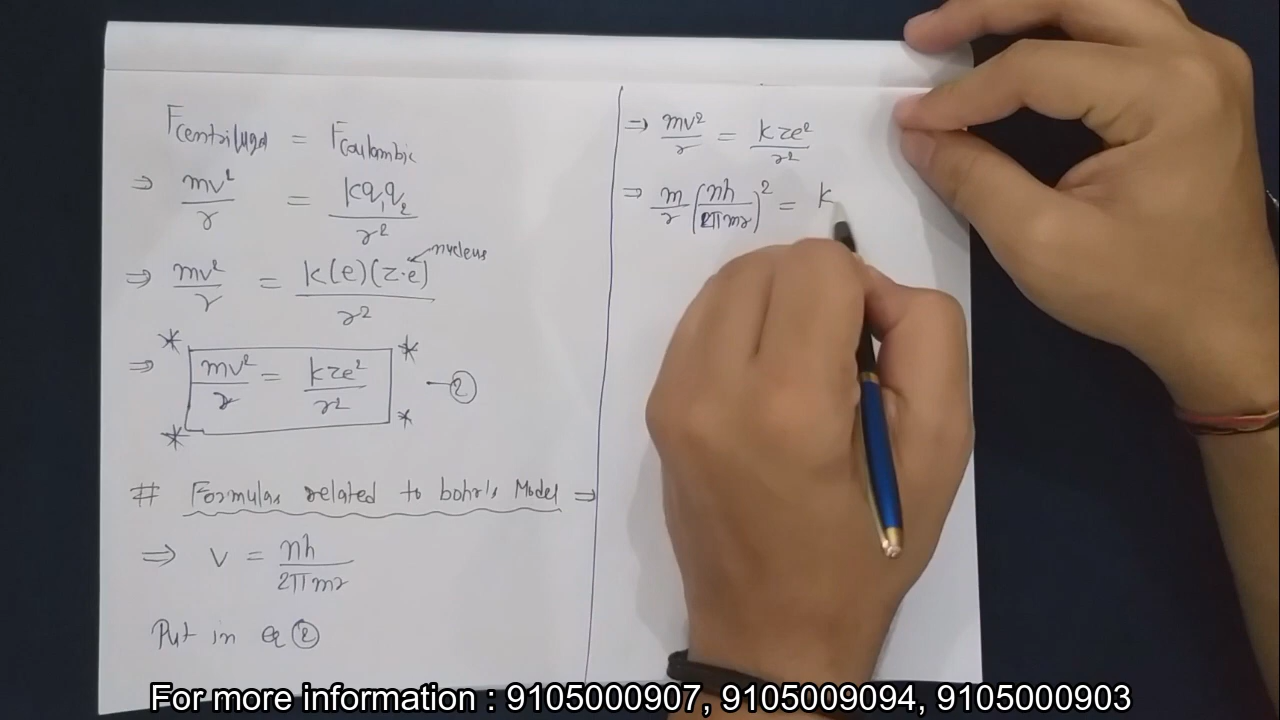 Fcentrifugal = Fcoulombic
⇒ mv²/r = kq₁q₂/r²
nucleus
⇒ mv²/r = k(e)(z·e)/r²
⇒ mv²/r = kze²/r² —②
# Formulas related to bohr's Model ⇒
⇒ v = nh/2πmr
Put in eq ②
⇒ mv²/r = kze²/r²
⇒ m/r (nh/2πmr)² = k
For more information : 9105000907, 9105009094, 9105000903